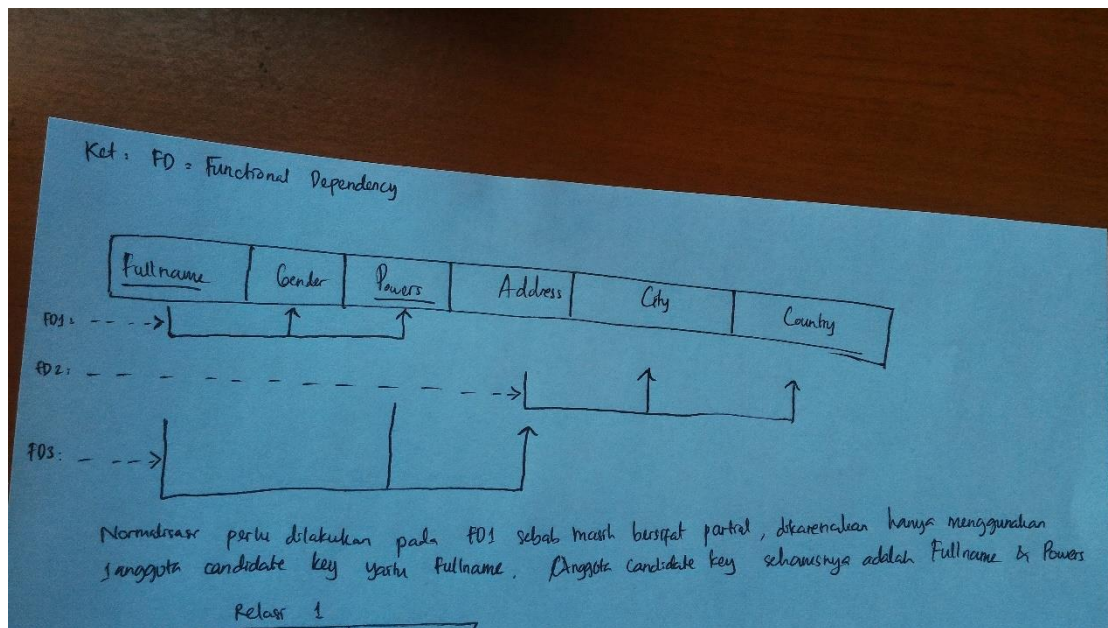 Ket : FD = Functional Dependency
Fullname Gender Powers Address City Country
FD1:
FD2:
FD3:
Normalisasi perlu dilakukan pada FD1 sebab masih bersifat partial, dikarenakan hanya menggunakan
1 anggota candidate key yaitu Fullname. Anggota candidate key seharusnya adalah Fullname & Powers
Relasi 1